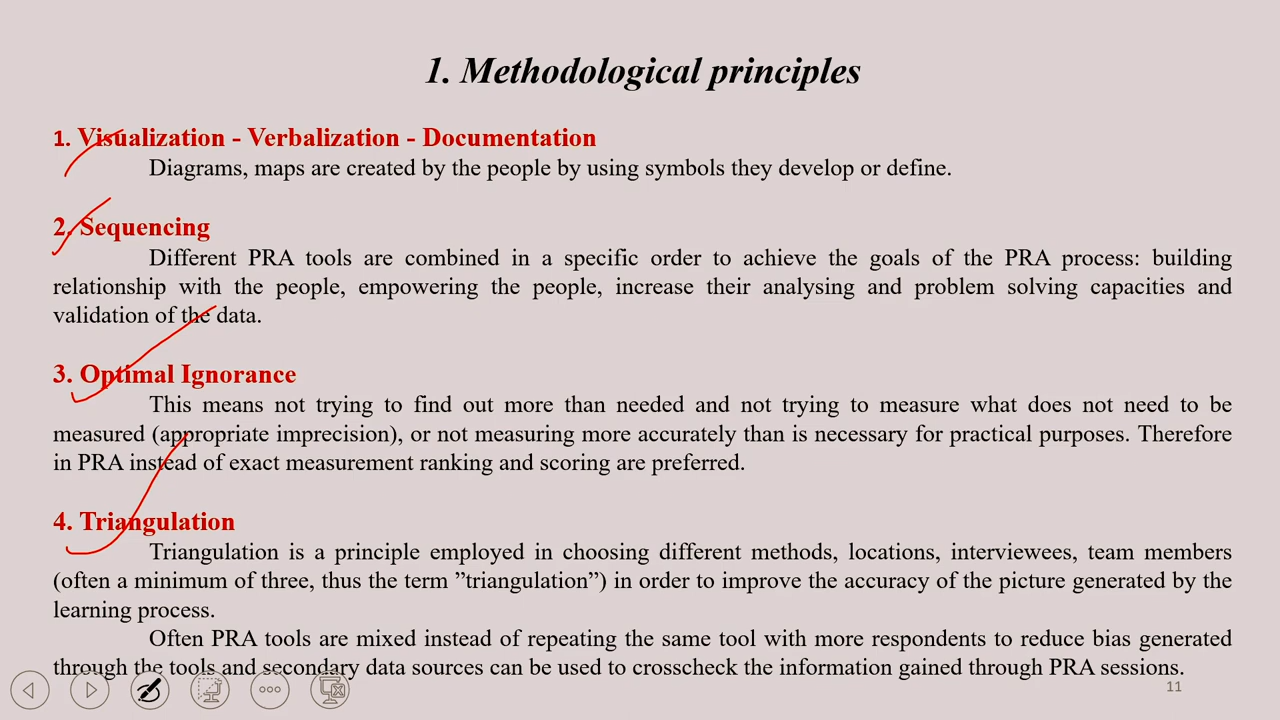 1. Methodological principles
1. Visualization - Verbalization - Documentation
Diagrams, maps are created by the people by using symbols they develop or define.
2. Sequencing
Different PRA tools are combined in a specific order to achieve the goals of the PRA process: building
relationship with the people, empowering the people, increase their analysing and problem solving capacities and
validation of the data.
3. Optimal Ignorance
This means not trying to find out more than needed and not trying to measure what does not need to be
measured (appropriate imprecision), or not measuring more accurately than is necessary for practical purposes. Therefore
in PRA instead of exact measurement ranking and scoring are preferred.
4. Triangulation
Triangulation is a principle employed in choosing different methods, locations, interviewees, team members
(often a minimum of three, thus the term ”triangulation”) in order to improve the accuracy of the picture generated by the
learning process.
Often PRA tools are mixed instead of repeating the same tool with more respondents to reduce bias generated
through the tools and secondary data sources can be used to crosscheck the information gained through PRA sessions.
11